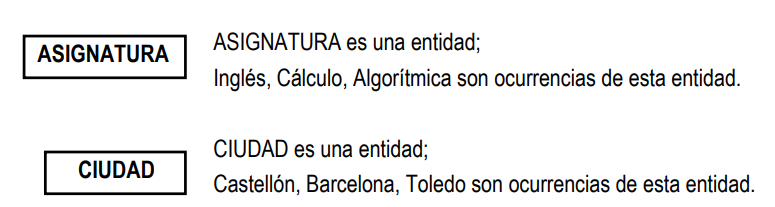 ASIGNATURA
ASIGNATURA es una entidad;
Inglés, Cálculo, Algorítmica son ocurrencias de esta entidad.
CIUDAD
CIUDAD es una entidad;
Castellón, Barcelona, Toledo son ocurrencias de esta entidad.